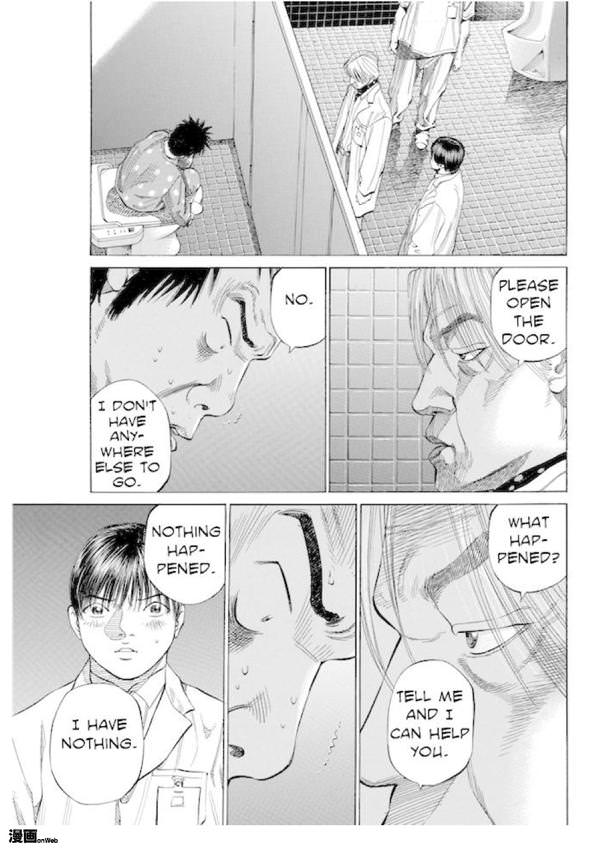 PLEASE
OPEN
THE
DOOR.
NO.
I DON'T
HAVE
ANY-
WHERE
ELSE TO
GO.
WHAT
HAP-
PENED?
TELL ME
AND I
CAN HELP
YOU.
NOTHING
HAP-
PENED.
I HAVE
NOTHING.
漫画onWeb